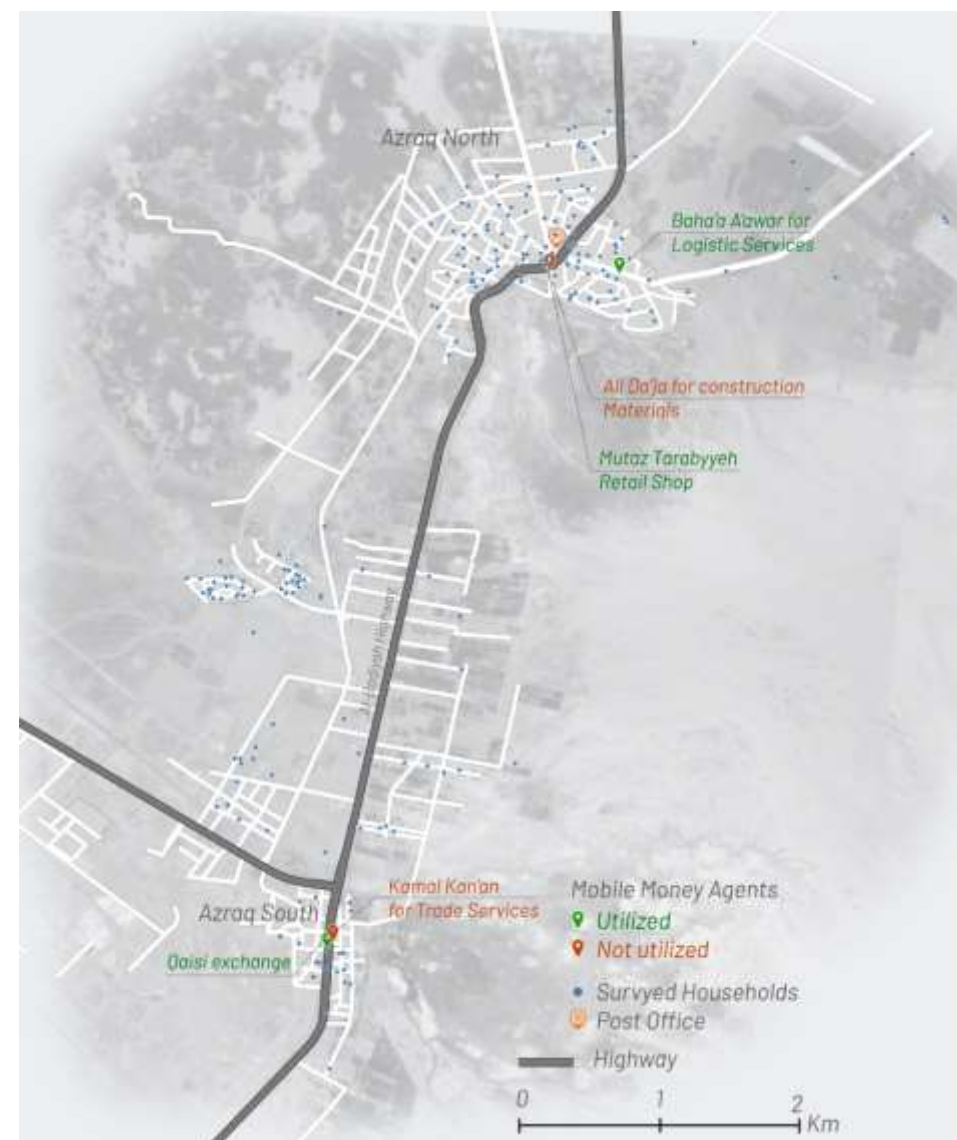 Azraq North
Baha'a Aawar for
Logistic Services
Ali Da'ja for construction
Materials
Mutaz Tarabyyeh
Retail Shop
Highway
Kamal Kan'an
for Trade Services
Azraq South
Qaisi exchange
Mobile Money Agents
Utilized
Not utilized
Survyed Households
Post Office
Highway
0 1 2
Km